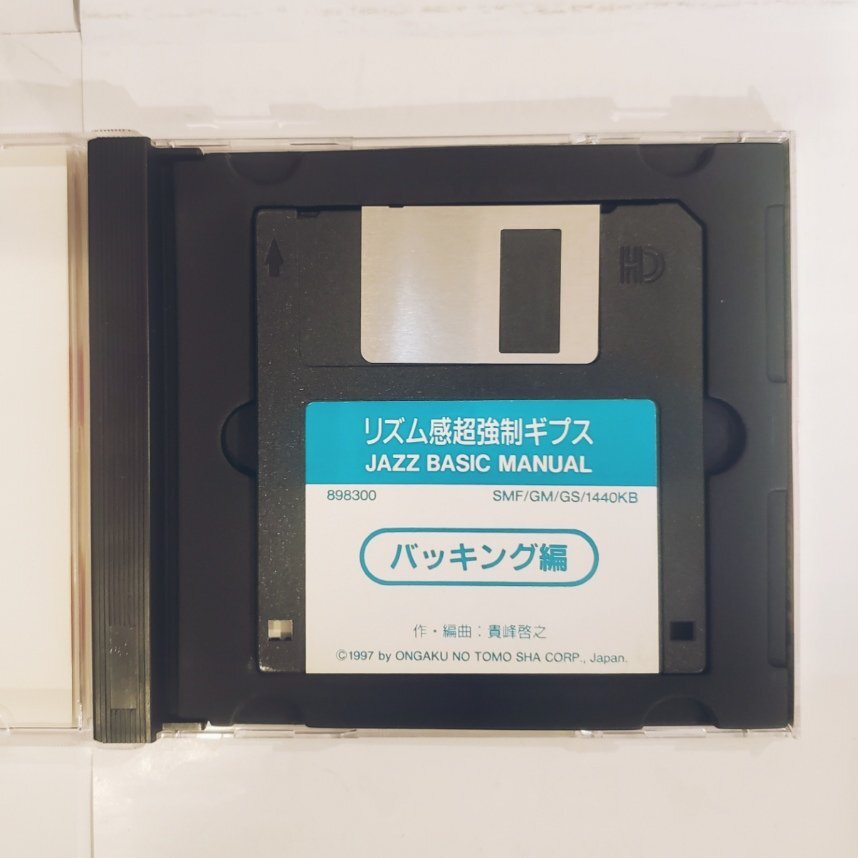 HD
リズム感超強制ギプス
JAZZ BASIC MANUAL
898300 SMF/GM/GS/1440KB
バッキング編
作・編曲：貴峰啓之
©1997 by ONGAKU NO TOMO SHA CORP., Japan.